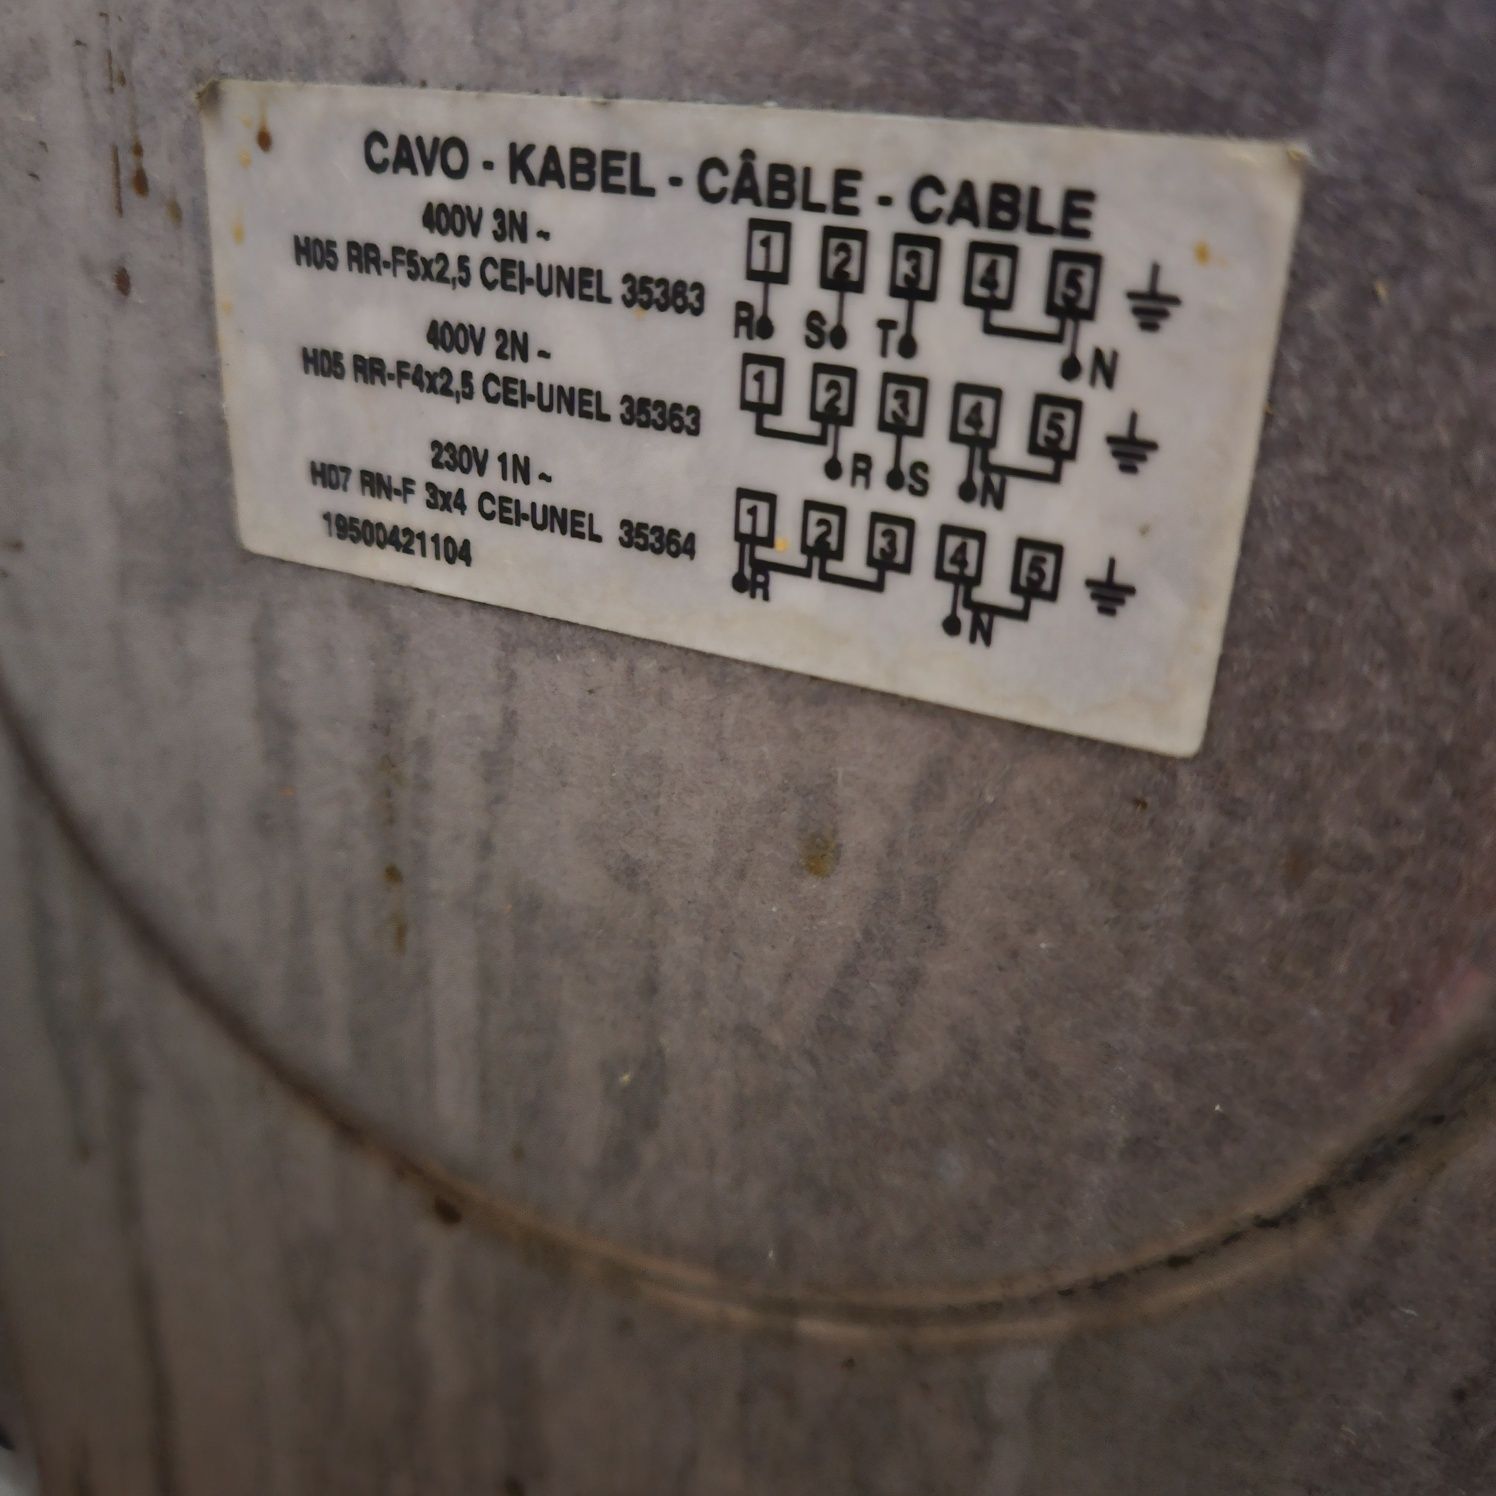 CAVO - KABEL - CÂBLE - CABLE
400V 3N ~
H05 RR-F5x2,5 CEI-UNEL 35363
1 2 3 4 5
R S T N
400V 2N ~
H05 RR-F4x2,5 CEI-UNEL 35363
1 2 3 4 5
R S N
230V 1N ~
H07 RN-F 3x4 CEI-UNEL 35364
1 2 3 4 5
R N
19500421104